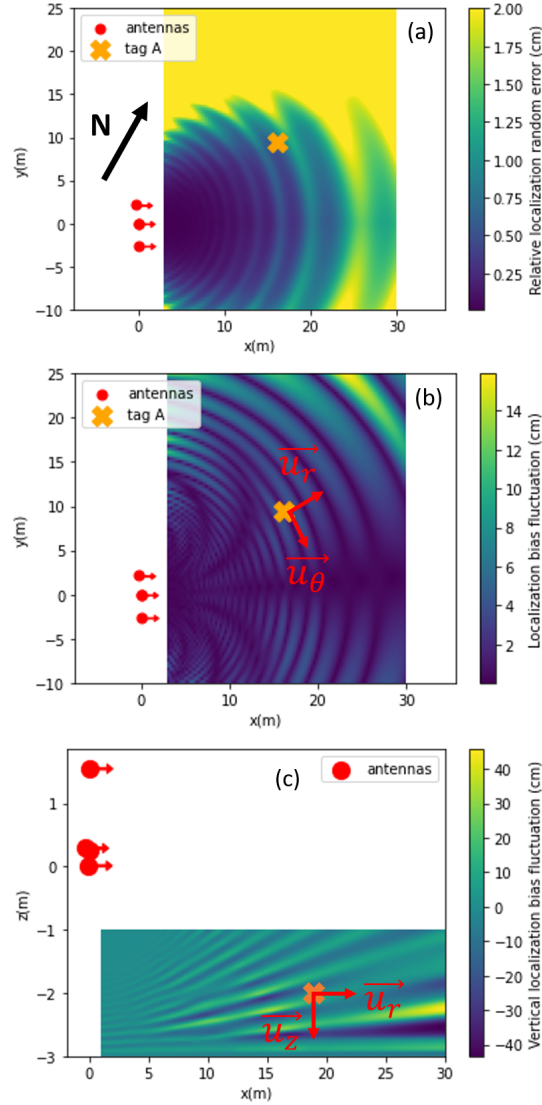 antennas
tag A
(a)
N
25
20
15
10
5
0
−5
−10
0
10
20
30
y(m)
x(m)
2.00
1.75
1.50
1.25
1.00
0.75
0.50
0.25
Relative localization random error (cm)
antennas
tag A
(b)
u_r
u_θ
25
20
15
10
5
0
−5
−10
0
10
20
30
y(m)
x(m)
14
12
10
8
6
4
2
Localization bias fluctuation (cm)
(c)
antennas
u_r
u_z
1
0
−1
−2
−3
0
5
10
15
20
25
30
z(m)
x(m)
40
30
20
10
0
−10
−20
−30
−40
Vertical localization bias fluctuation (cm)